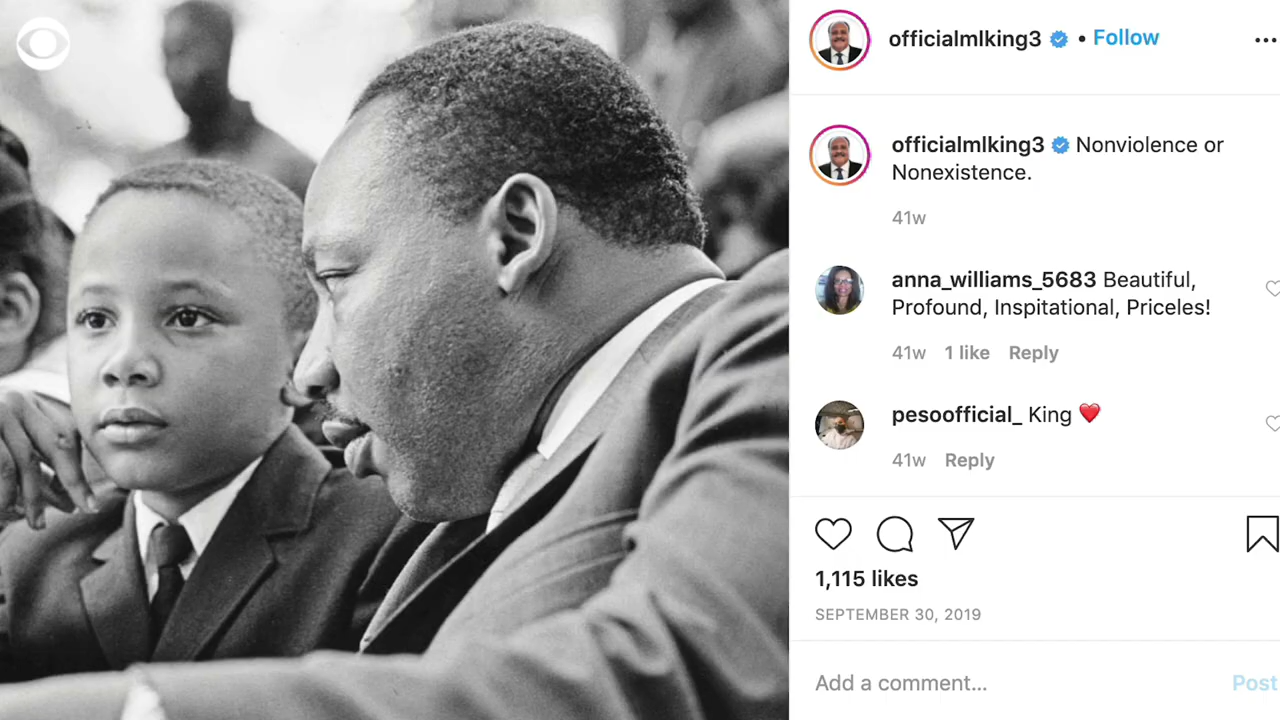 officialmlking3 • Follow
officialmlking3 Nonviolence or
Nonexistence.
41w
anna_williams_5683 Beautiful,
Profound, Inspitational, Priceles!
41w 1 like Reply
pesoofficial_ King ❤️
41w Reply
1,115 likes
SEPTEMBER 30, 2019
Add a comment... Post